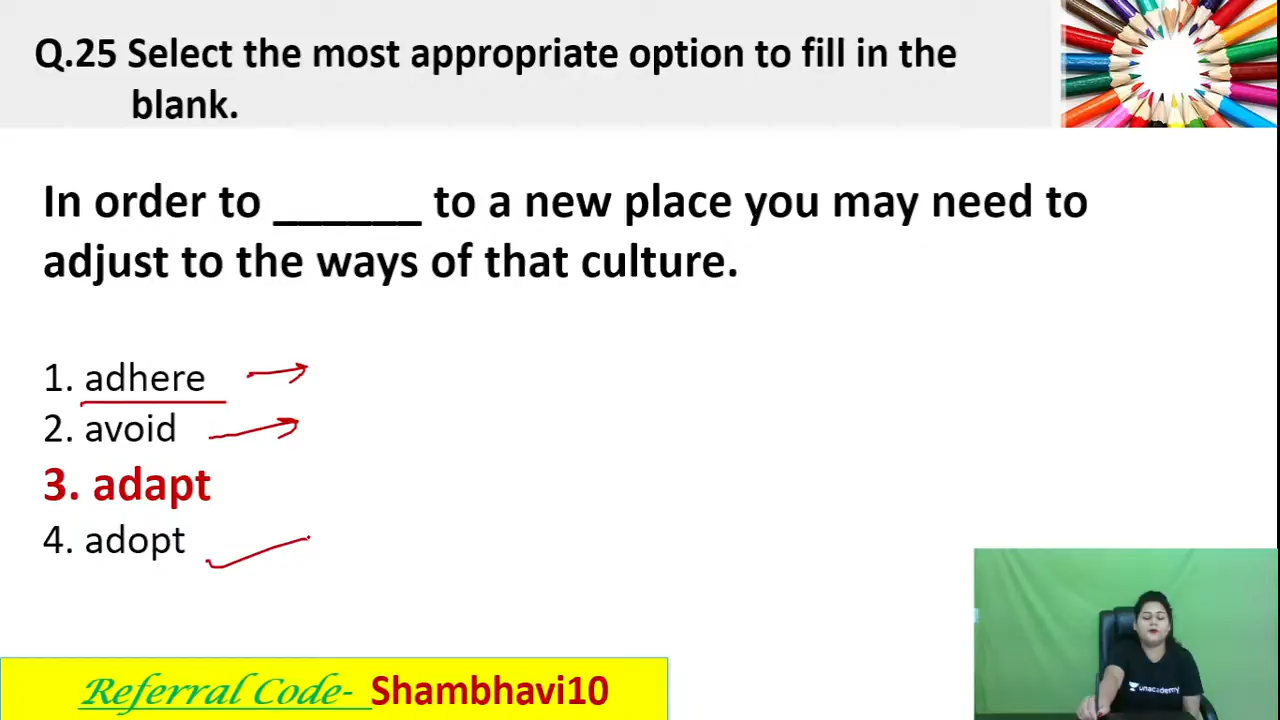 Q.25 Select the most appropriate option to fill in the
blank.
In order to ______ to a new place you may need to
adjust to the ways of that culture.
1. adhere
2. avoid
3. adapt
4. adopt
Referral Code- Shambhavi10
unacademy